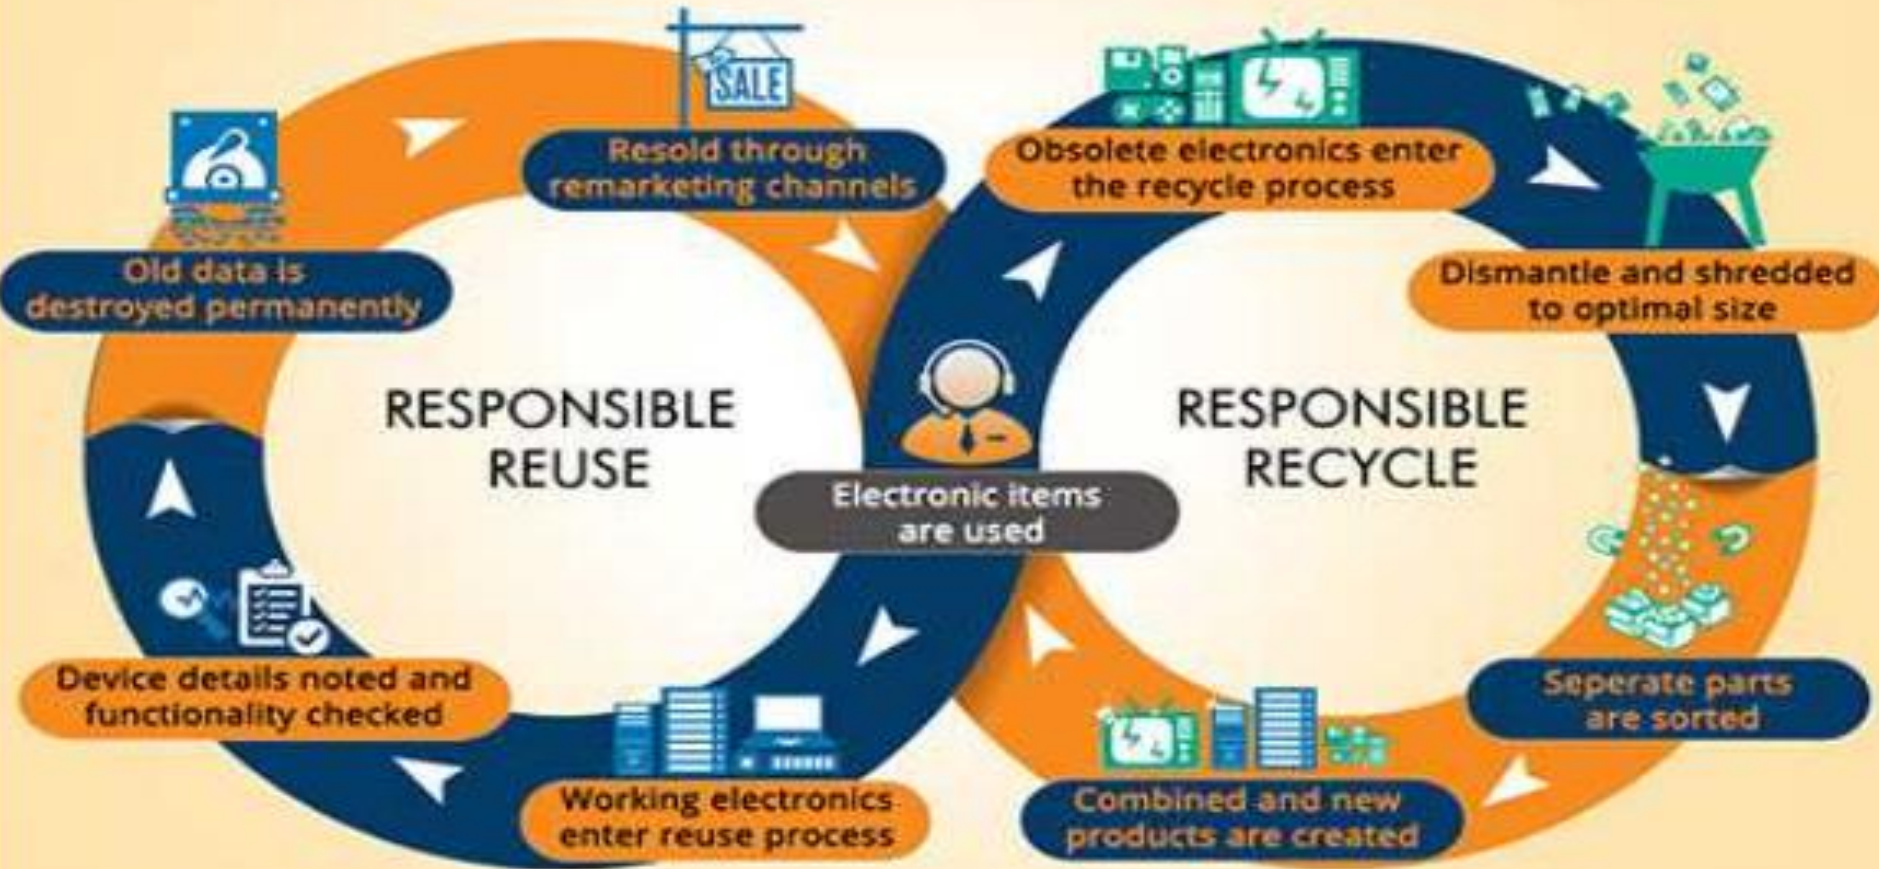 SALE
Resold through
remarketing channels
Obsolete electronics enter
the recycle process
Old data is
destroyed permanently
Dismantle and shredded
to optimal size
RESPONSIBLE
REUSE
RESPONSIBLE
RECYCLE
Electronic items
are used
Device details noted and
functionality checked
Seperate parts
are sorted
Working electronics
enter reuse process
Combined and new
products are created